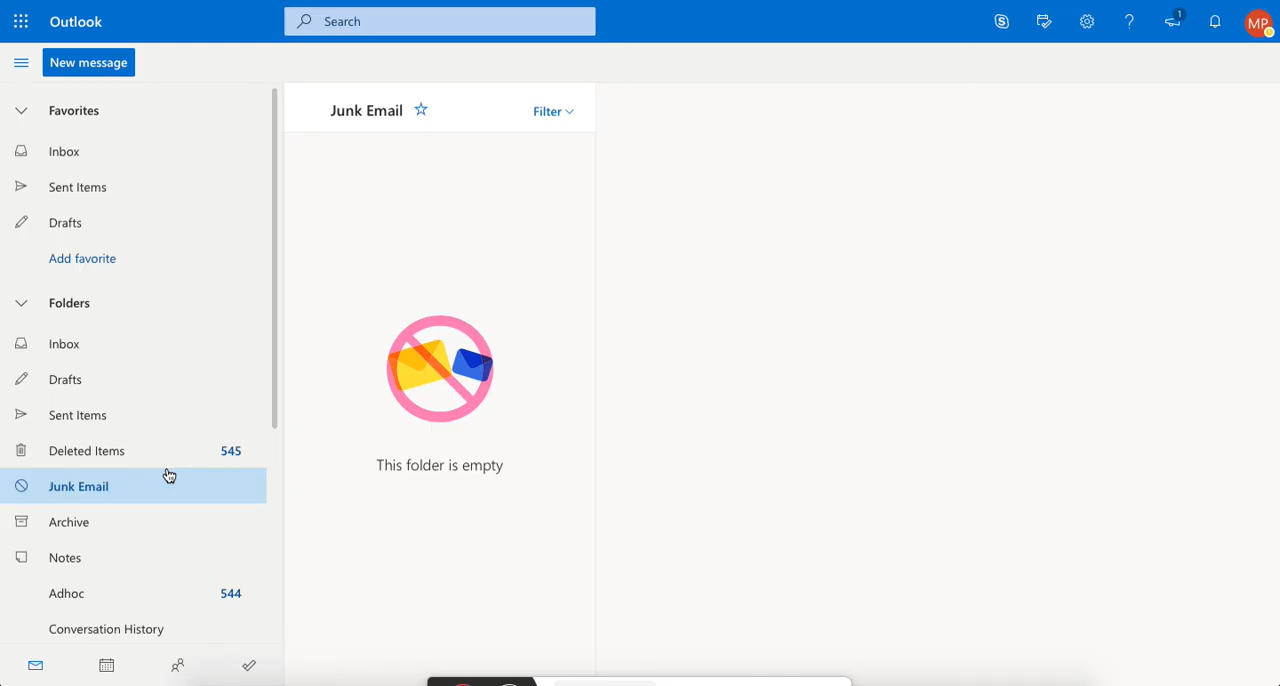 Outlook
Search
1
MP
New message
Favorites
Inbox
Sent Items
Drafts
Add favorite
Folders
Inbox
Drafts
Sent Items
Deleted Items 545
Junk Email
Archive
Notes
Adhoc 544
Conversation History
Junk Email
Filter
This folder is empty